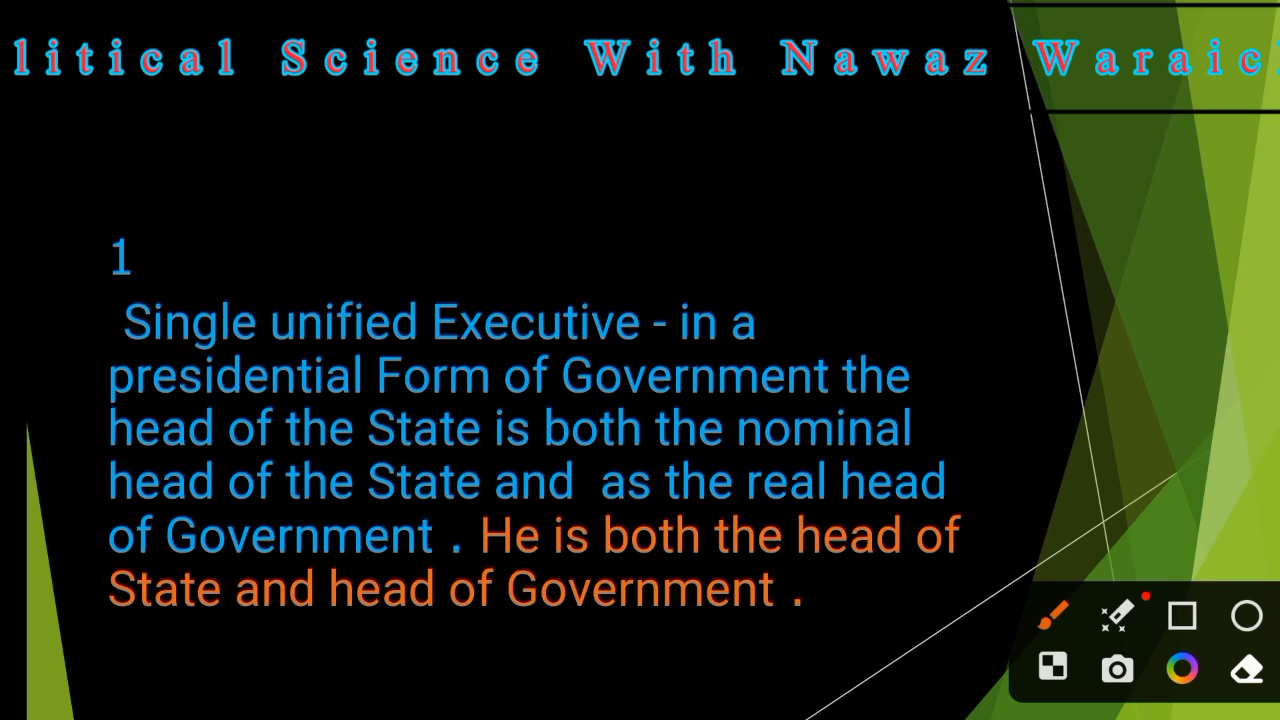 litical Science With Nawaz Waraic
1
Single unified Executive - in a
presidential Form of Government the
head of the State is both the nominal
head of the State and as the real head
of Government . He is both the head of
State and head of Government .